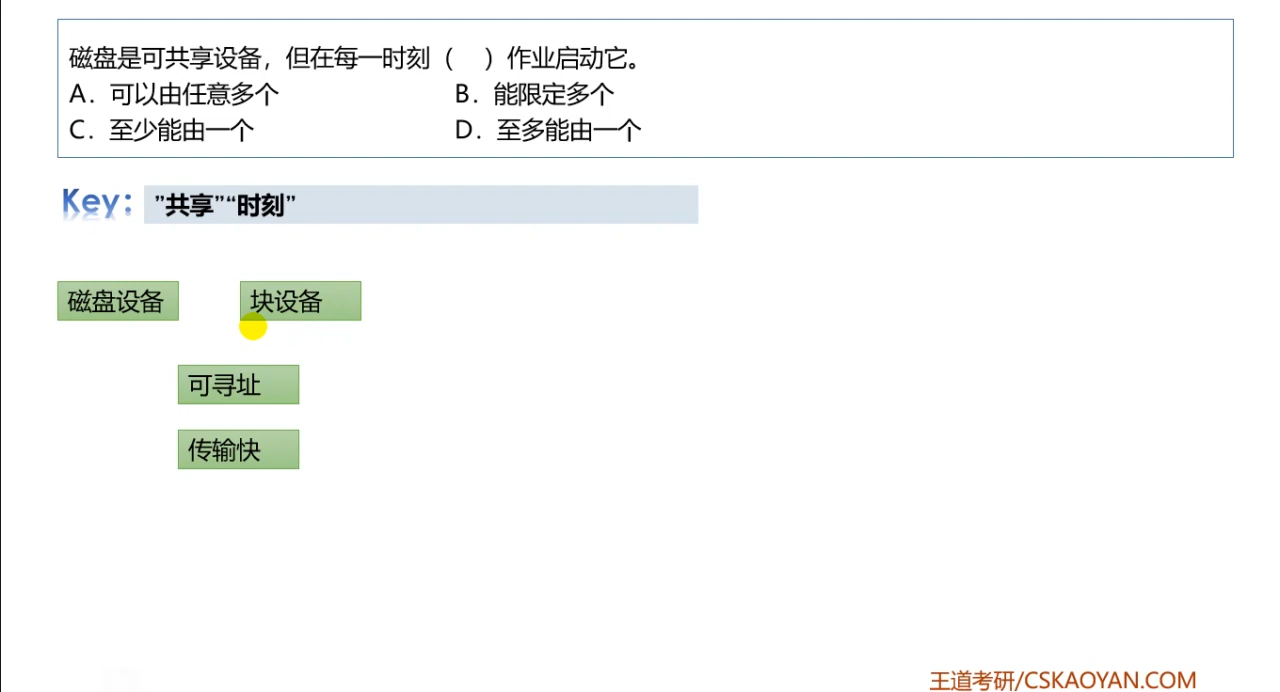 磁盘是可共享设备，但在每一时刻（　）作业启动它。
A．可以由任意多个　B．能限定多个
C．至少能由一个　D．至多能由一个
Key： ”共享”“时刻”
磁盘设备　块设备
可寻址
传输快
王道考研/CSKAOYAN.COM